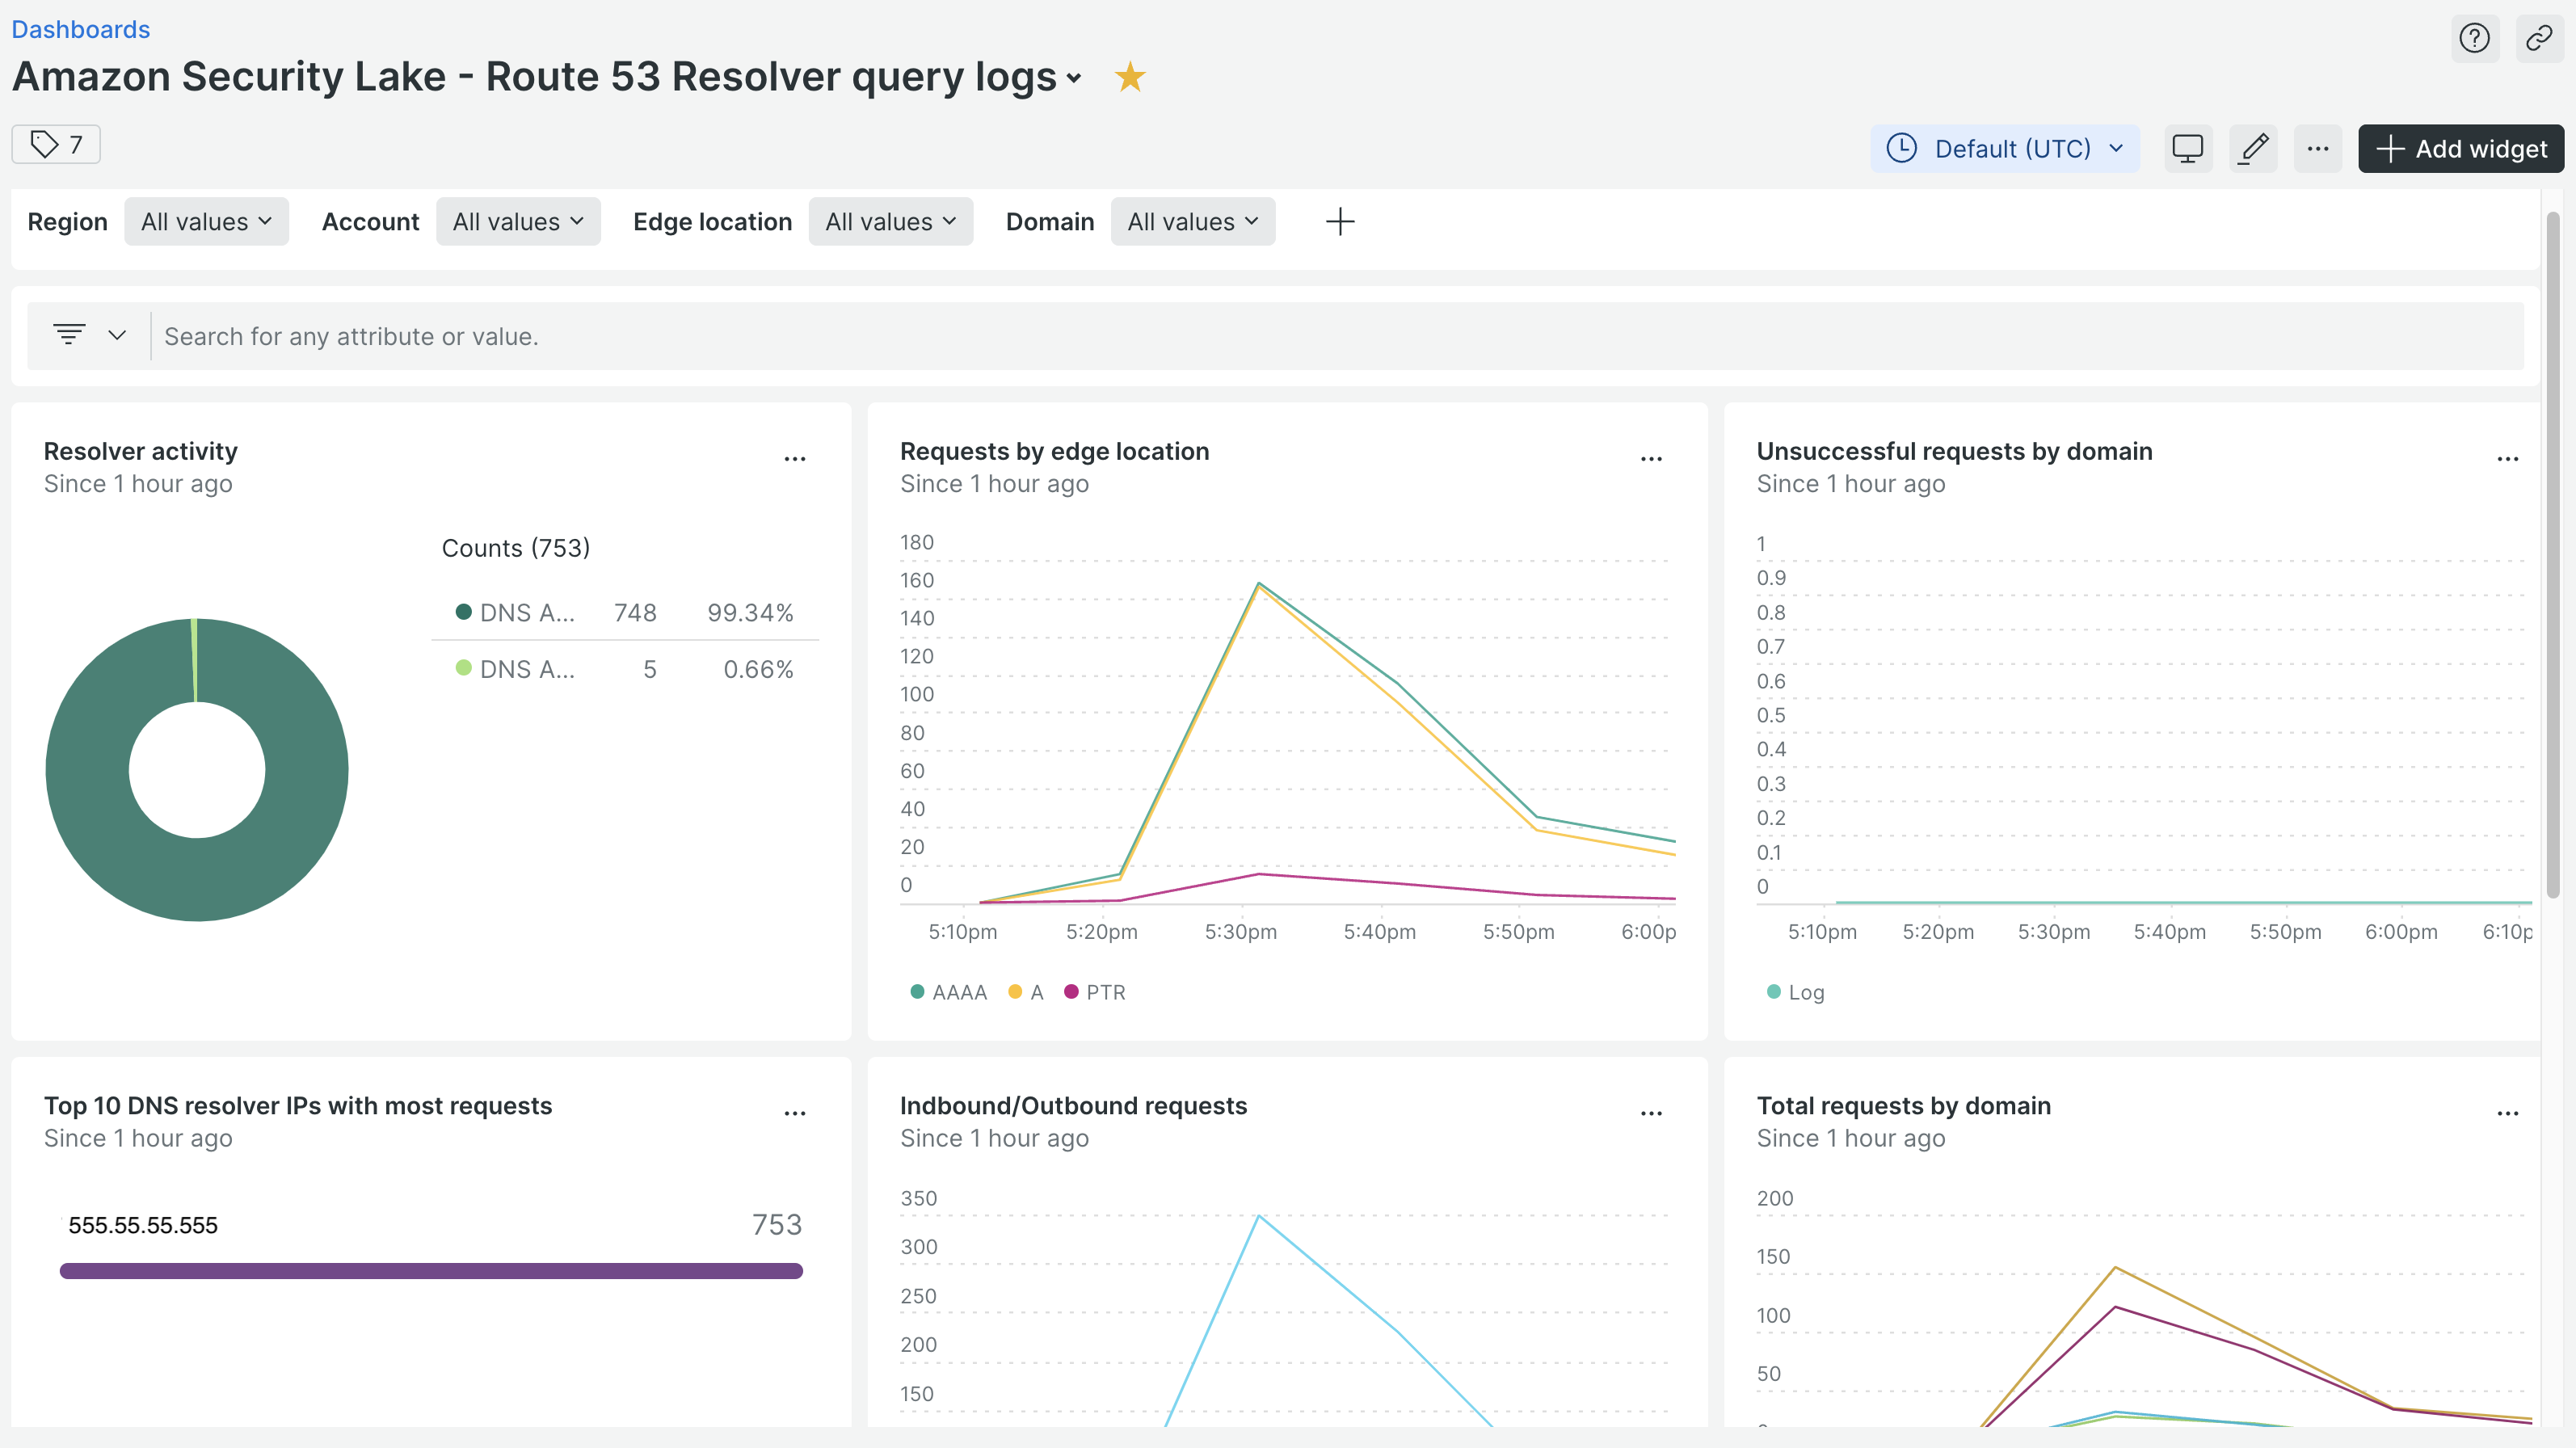 Dashboards
Amazon Security Lake - Route 53 Resolver query logs
7
Default (UTC)
Add widget
Region All values Account All values Edge location All values Domain All values
Search for any attribute or value.
Resolver activity
Since 1 hour ago
Counts (753)
DNS A... 748 99.34%
DNS A... 5 0.66%
Requests by edge location
Since 1 hour ago
180
160
140
120
100
80
60
40
20
0
5:10pm 5:20pm 5:30pm 5:40pm 5:50pm 6:00p
AAAA A PTR
Unsuccessful requests by domain
Since 1 hour ago
1
0.9
0.8
0.7
0.6
0.5
0.4
0.3
0.2
0.1
0
5:10pm 5:20pm 5:30pm 5:40pm 5:50pm 6:00pm 6:10p
Log
Top 10 DNS resolver IPs with most requests
Since 1 hour ago
555.55.55.555 753
Indbound/Outbound requests
Since 1 hour ago
350
300
250
200
150
Total requests by domain
Since 1 hour ago
200
150
100
50